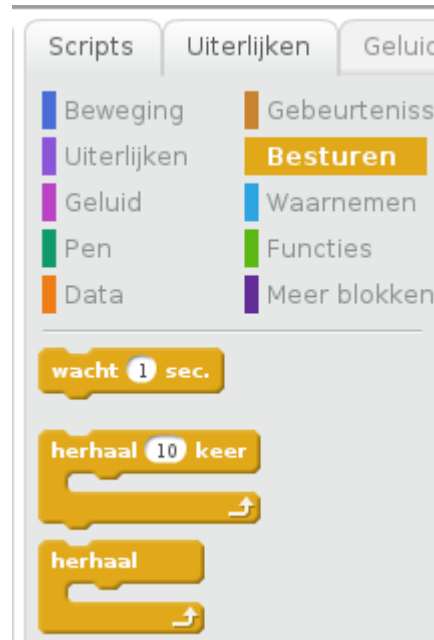 Scripts Uiterlijken Geluid
Beweging Gebeurteniss
Uiterlijken Besturen
Geluid Waarnemen
Pen Functies
Data Meer blokken
wacht 1 sec.
herhaal 10 keer
herhaal